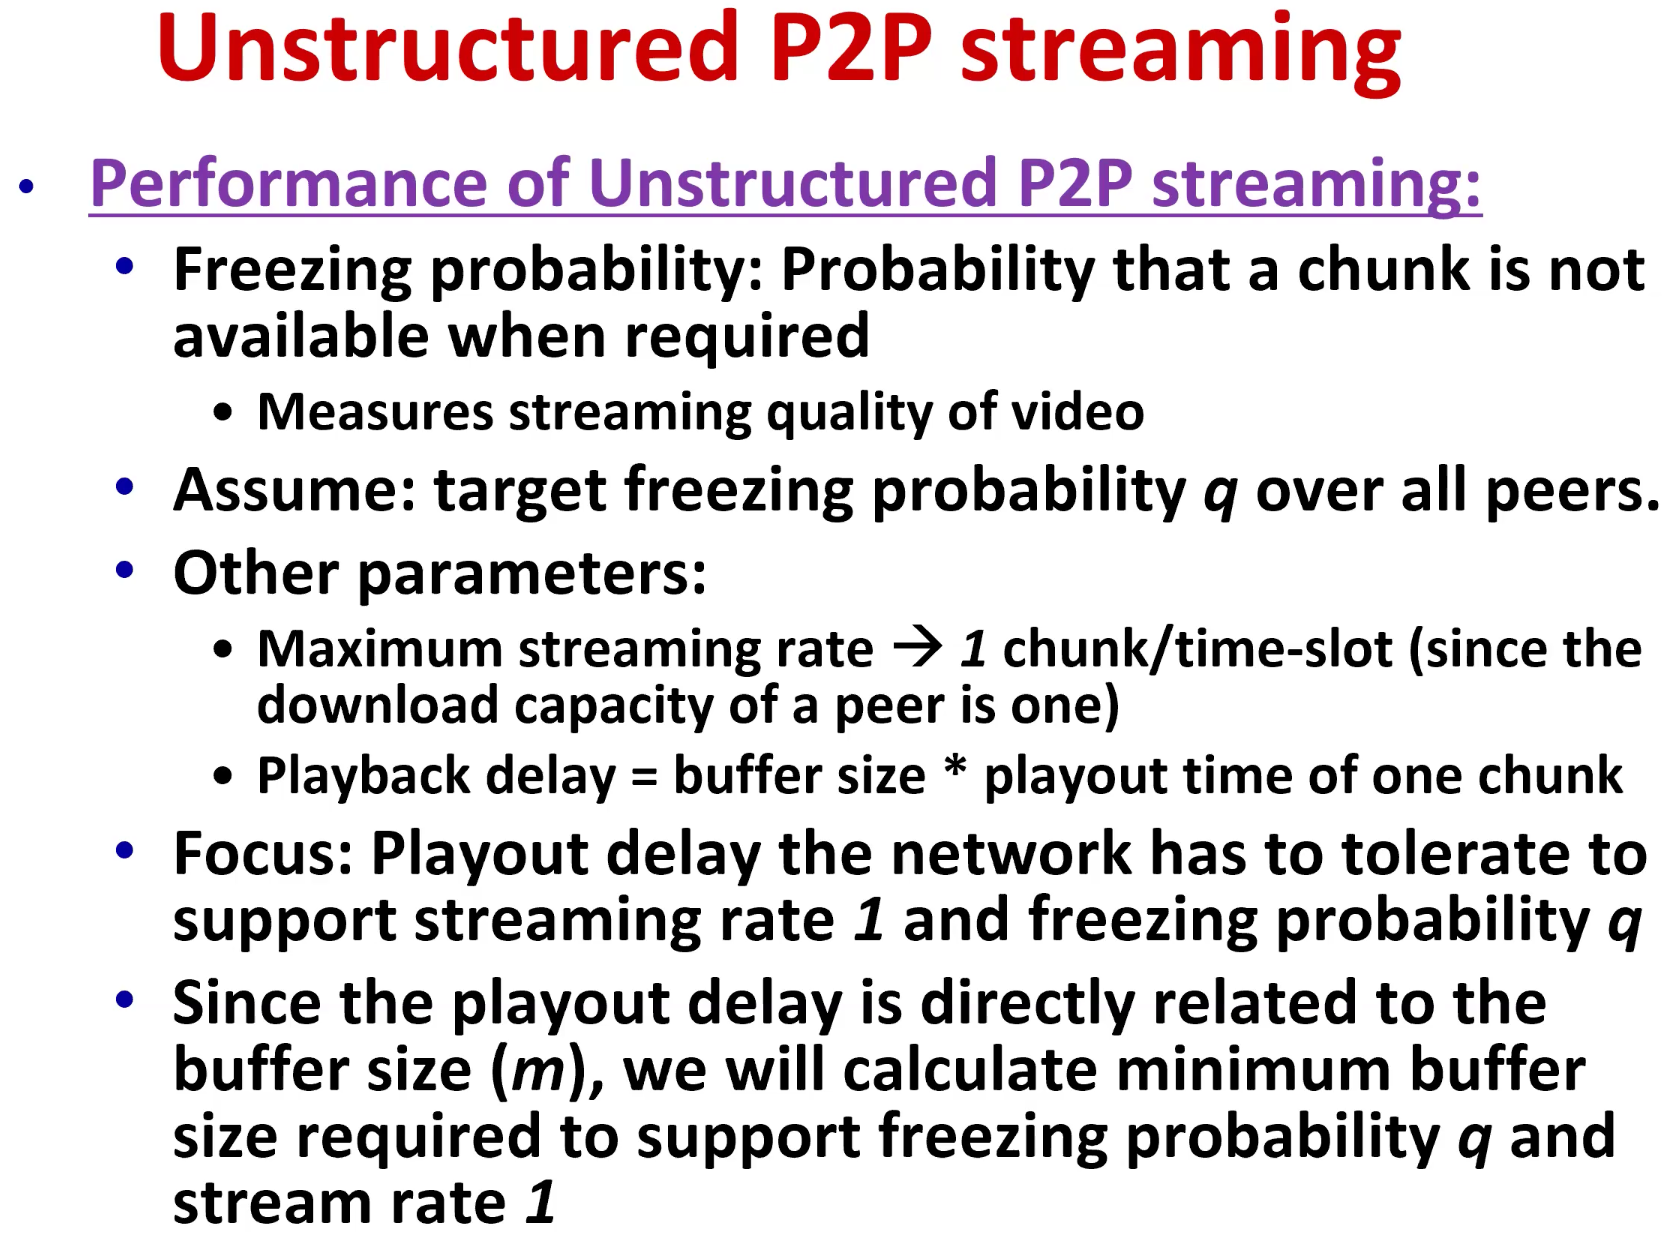 Unstructured P2P streaming
• Performance of Unstructured P2P streaming:
• Freezing probability: Probability that a chunk is not
available when required
• Measures streaming quality of video
• Assume: target freezing probability q over all peers.
• Other parameters:
• Maximum streaming rate → 1 chunk/time-slot (since the
download capacity of a peer is one)
• Playback delay = buffer size * playout time of one chunk
• Focus: Playout delay the network has to tolerate to
support streaming rate 1 and freezing probability q
• Since the playout delay is directly related to the
buffer size (m), we will calculate minimum buffer
size required to support freezing probability q and
stream rate 1